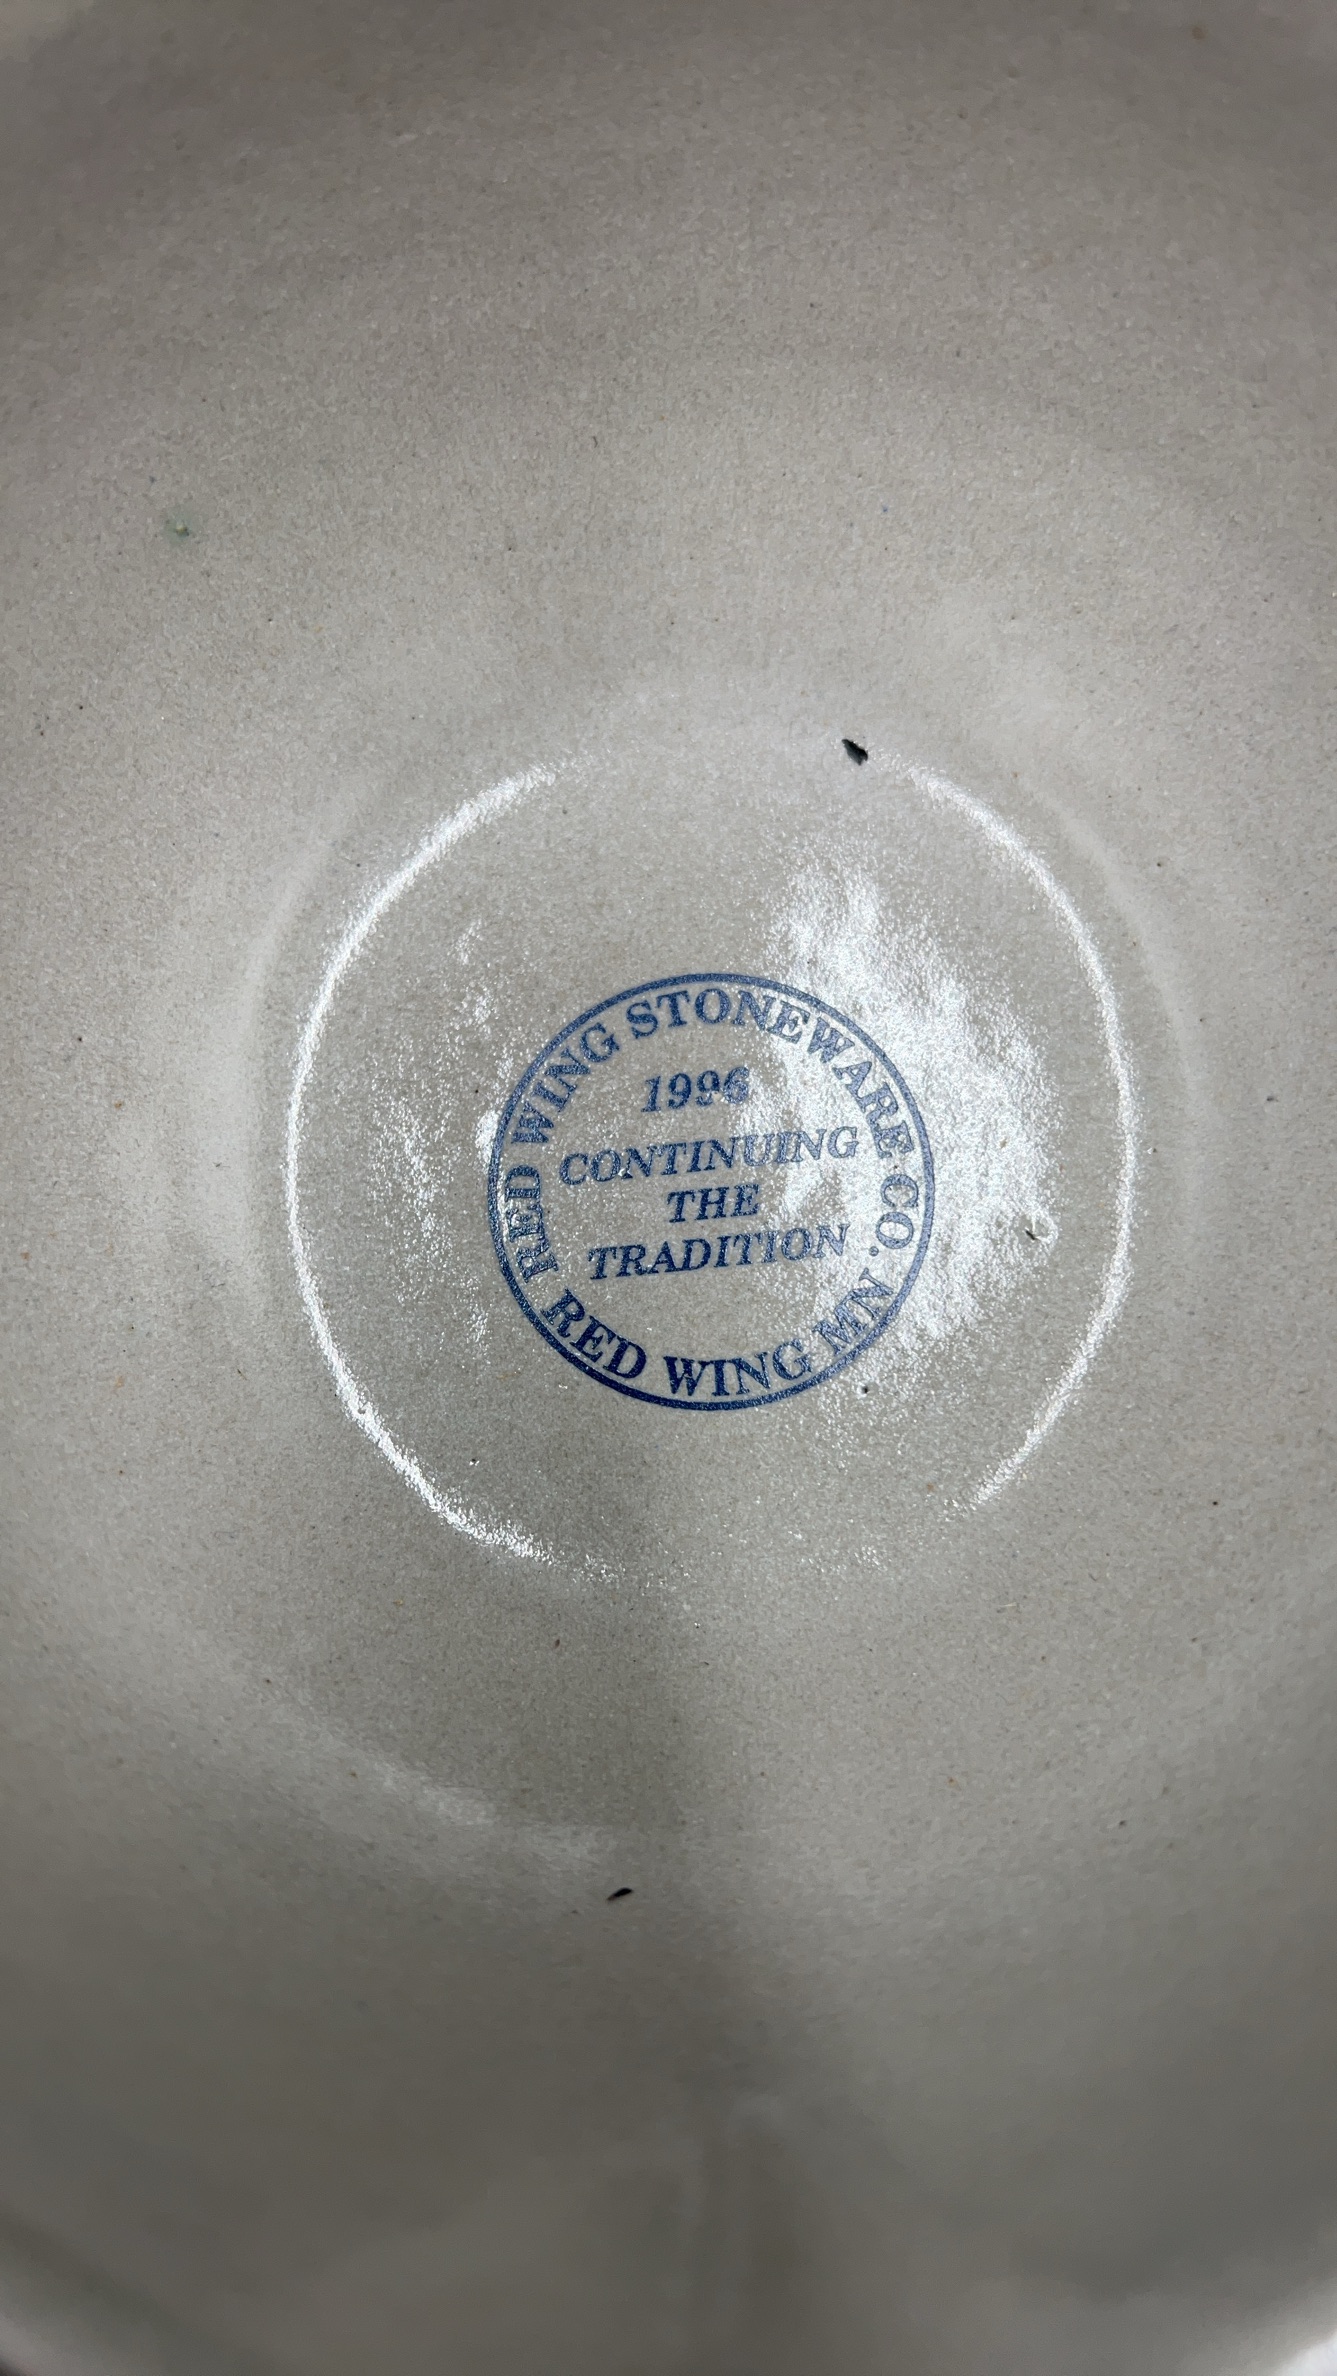 RED WING STONEWARE CO.
1996
CONTINUING
THE
TRADITION
RED WING MN